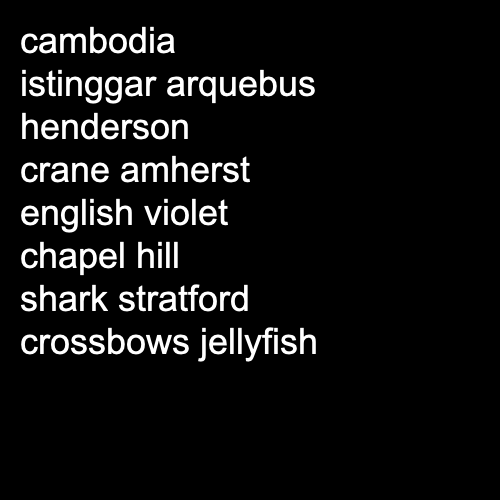 cambodia
istinggar arquebus
henderson
crane amherst
english violet
chapel hill
shark stratford
crossbows jellyfish